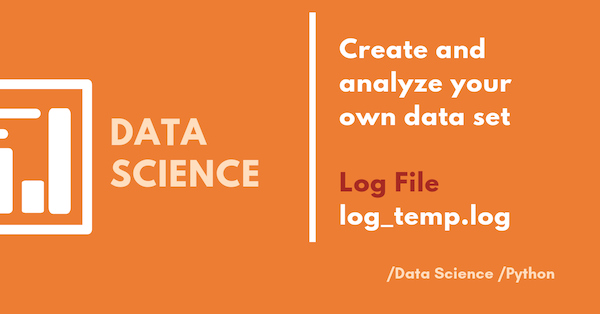 DATA
SCIENCE
Create and
analyze your
own data set
Log File
log_temp.log
/Data Science /Python